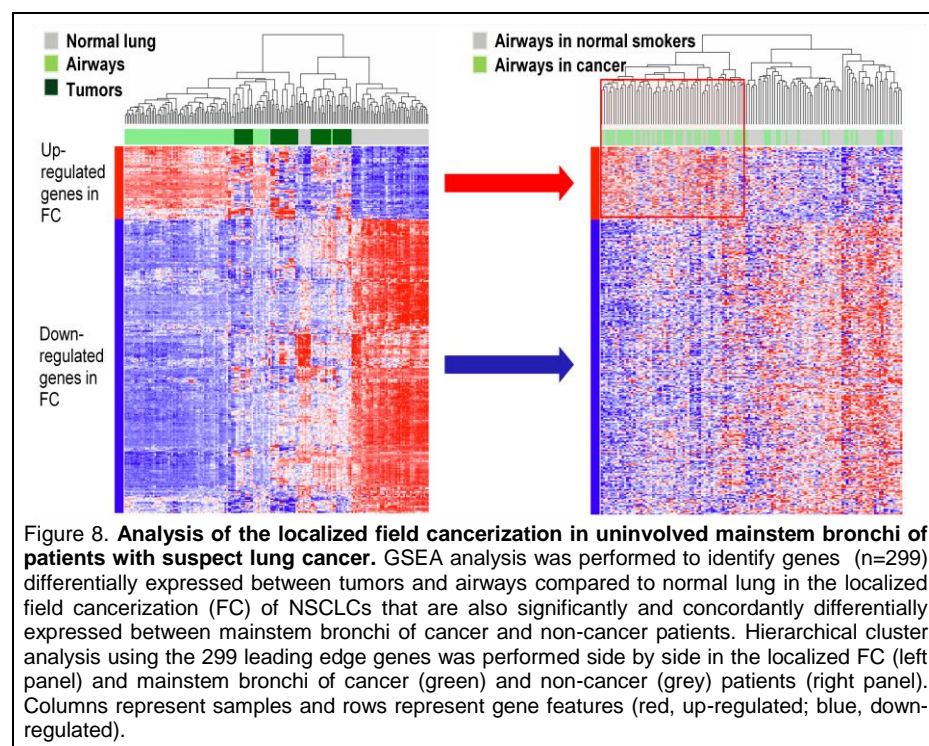 Normal lung
Airways
Tumors
Airways in normal smokers
Airways in cancer
Up-
regulated
genes in
FC
Down-
regulated
genes in
FC
Figure 8. Analysis of the localized field cancerization in uninvolved mainstem bronchi of
patients with suspect lung cancer. GSEA analysis was performed to identify genes (n=299)
differentially expressed between tumors and airways compared to normal lung in the localized
field cancerization (FC) of NSCLCs that are also significantly and concordantly differentially
expressed between mainstem bronchi of cancer and non-cancer patients. Hierarchical cluster
analysis using the 299 leading edge genes was performed side by side in the localized FC (left
panel) and mainstem bronchi of cancer (green) and non-cancer (grey) patients (right panel).
Columns represent samples and rows represent gene features (red, up-regulated; blue, down-
regulated).